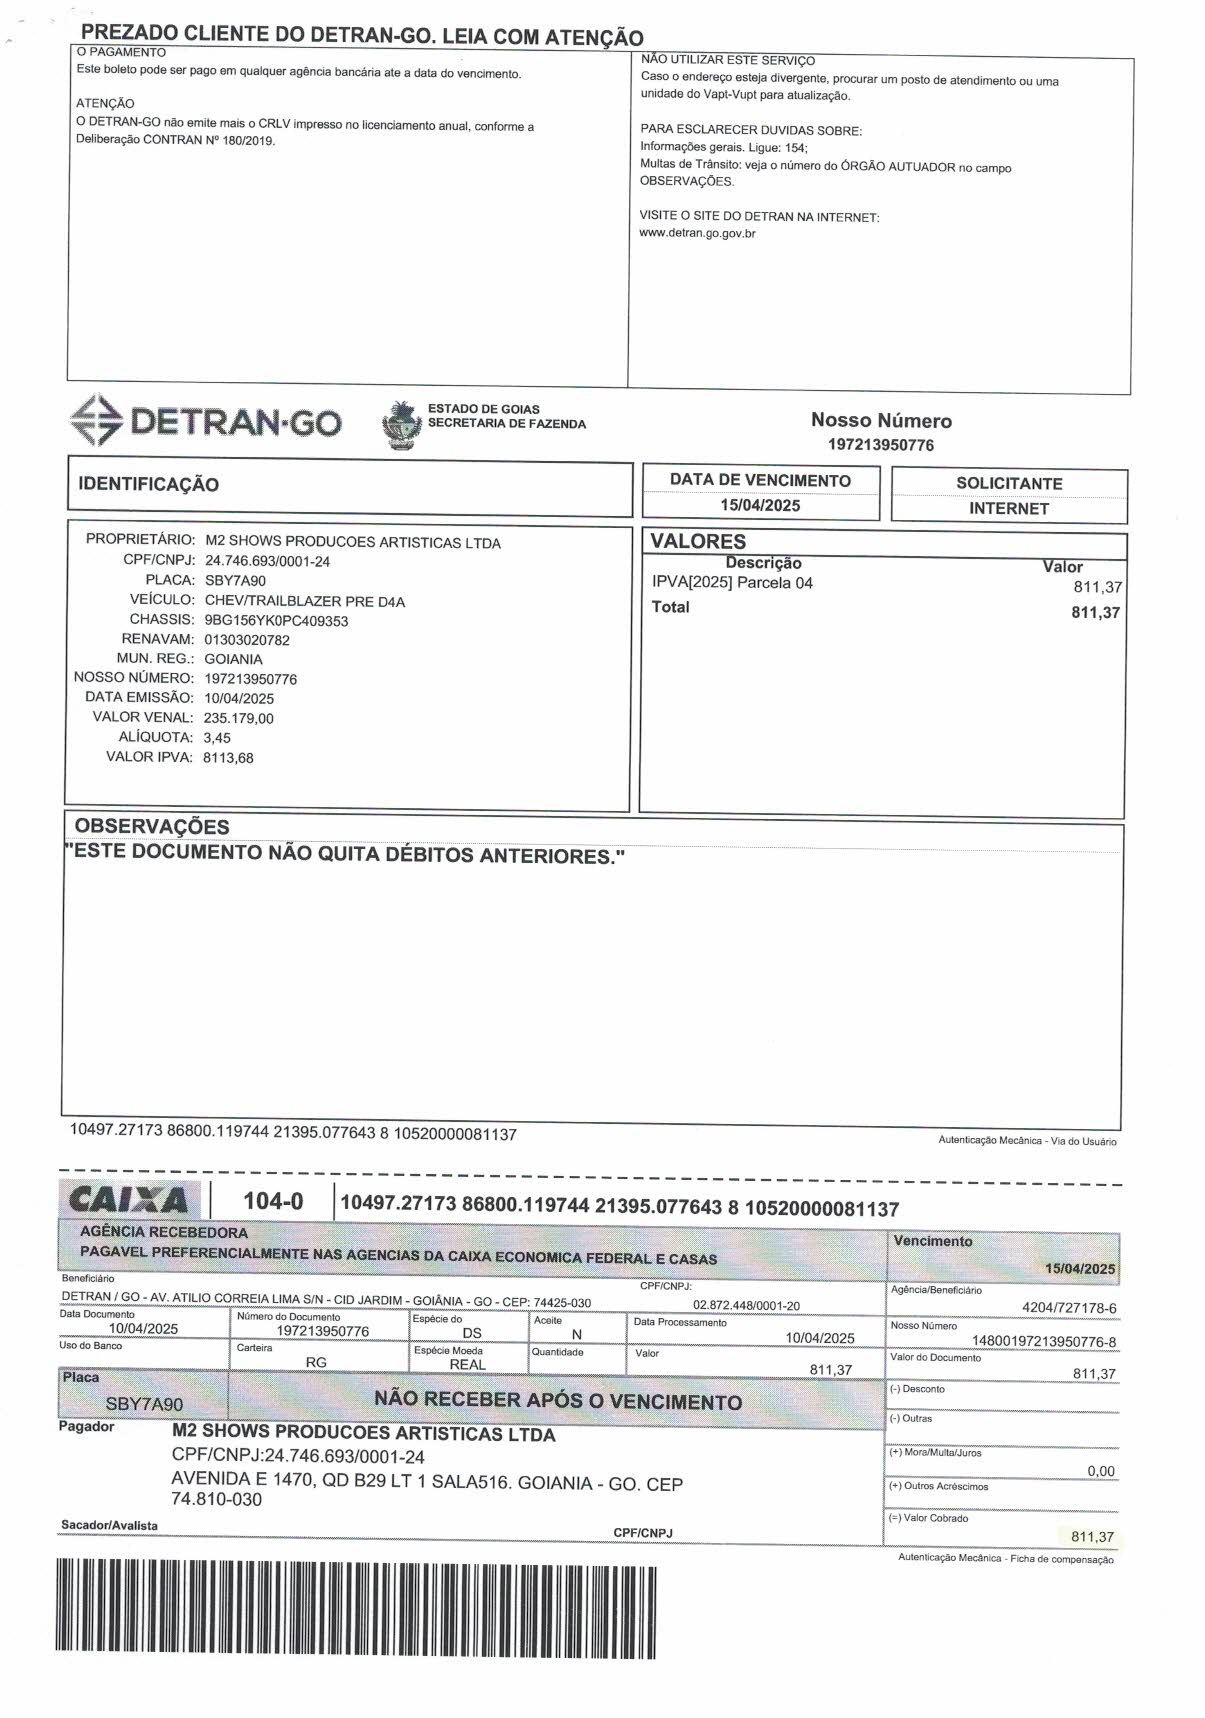 PREZADO CLIENTE DO DETRAN-GO. LEIA COM ATENÇÃO
O PAGAMENTO
Este boleto pode ser pago em qualquer agência bancária ate a data do vencimento.
ATENÇÃO
O DETRAN-GO não emite mais o CRLV impresso no licenciamento anual, conforme a
Deliberação CONTRAN Nº 180/2019.
NÃO UTILIZAR ESTE SERVIÇO
Caso o endereço esteja divergente, procurar um posto de atendimento ou uma
unidade do Vapt-Vupt para atualização.
PARA ESCLARECER DUVIDAS SOBRE:
Informações gerais. Ligue: 154;
Multas de Trânsito: veja o número do ÓRGÃO AUTUADOR no campo
OBSERVAÇÕES.
VISITE O SITE DO DETRAN NA INTERNET:
www.detran.go.gov.br
DETRAN-GO
ESTADO DE GOIAS
SECRETARIA DE FAZENDA
Nosso Número
197213950776
IDENTIFICAÇÃO
DATA DE VENCIMENTO
15/04/2025
SOLICITANTE
INTERNET
PROPRIETÁRIO: M2 SHOWS PRODUCOES ARTISTICAS LTDA
CPF/CNPJ: 24.746.693/0001-24
PLACA: SBY7A90
VEÍCULO: CHEV/TRAILBLAZER PRE D4A
CHASSIS: 9BG156YK0PC409353
RENAVAM: 01303020782
MUN. REG.: GOIANIA
NOSSO NÚMERO: 197213950776
DATA EMISSÃO: 10/04/2025
VALOR VENAL: 235.179,00
ALÍQUOTA: 3,45
VALOR IPVA: 8113,68
VALORES
Descrição Valor
IPVA[2025] Parcela 04 811,37
Total 811,37
OBSERVAÇÕES
"ESTE DOCUMENTO NÃO QUITA DÉBITOS ANTERIORES."
10497.27173 86800.119744 21395.077643 8 10520000081137
Autenticação Mecânica - Via do Usuário
CAIXA 104-0 10497.27173 86800.119744 21395.077643 8 10520000081137
AGÊNCIA RECEBEDORA
PAGAVEL PREFERENCIALMENTE NAS AGENCIAS DA CAIXA ECONOMICA FEDERAL E CASAS
Vencimento
15/04/2025
Beneficiário CPF/CNPJ:
DETRAN / GO - AV. ATILIO CORREIA LIMA S/N - CID JARDIM - GOIÂNIA - GO - CEP: 74425-030 02.872.448/0001-20
Agência/Beneficiário
4204/727178-6
Data Documento Número do Documento Espécie do Aceite Data Processamento
10/04/2025 197213950776 DS N 10/04/2025
Nosso Número
14800197213950776-8
Uso do Banco Carteira Espécie Moeda Quantidade Valor
RG REAL 811,37
Valor do Documento
811,37
Placa
SBY7A90
NÃO RECEBER APÓS O VENCIMENTO
(-) Desconto
(-) Outras
(+) Mora/Multa/Juros
0,00
(+) Outros Acréscimos
(=) Valor Cobrado
811,37
Pagador M2 SHOWS PRODUCOES ARTISTICAS LTDA
CPF/CNPJ:24.746.693/0001-24
AVENIDA E 1470, QD B29 LT 1 SALA516. GOIANIA - GO. CEP
74.810-030
Sacador/Avalista CPF/CNPJ
Autenticação Mecânica - Ficha de compensação